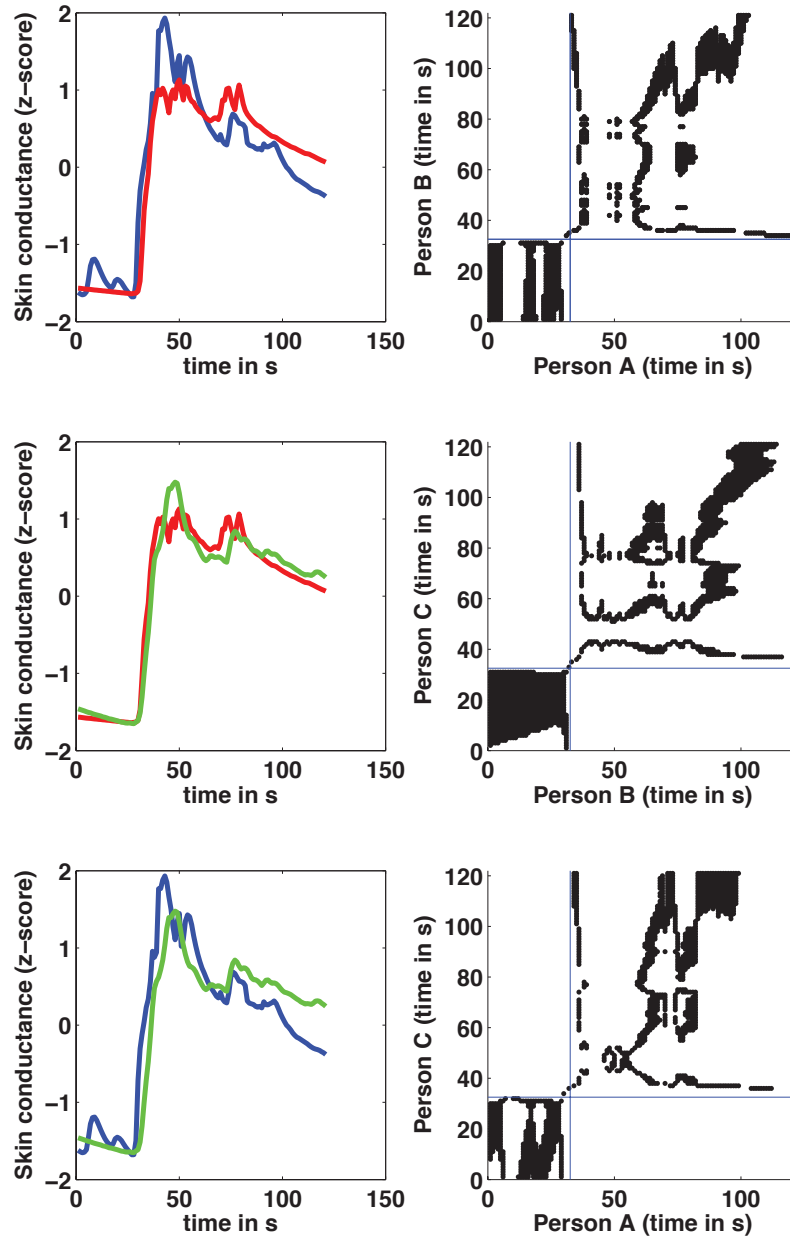 Skin conductance (z−score)
2
1
0
−1
−2
0 50 100 150
time in s
Person B (time in s)
120
100
80
60
40
20
0
0 50 100
Person A (time in s)
Skin conductance (z−score)
2
1
0
−1
−2
0 50 100 150
time in s
Person C (time in s)
120
100
80
60
40
20
0
0 50 100
Person B (time in s)
Skin conductance (z−score)
2
1
0
−1
−2
0 50 100 150
time in s
Person C (time in s)
120
100
80
60
40
20
0
0 50 100
Person A (time in s)